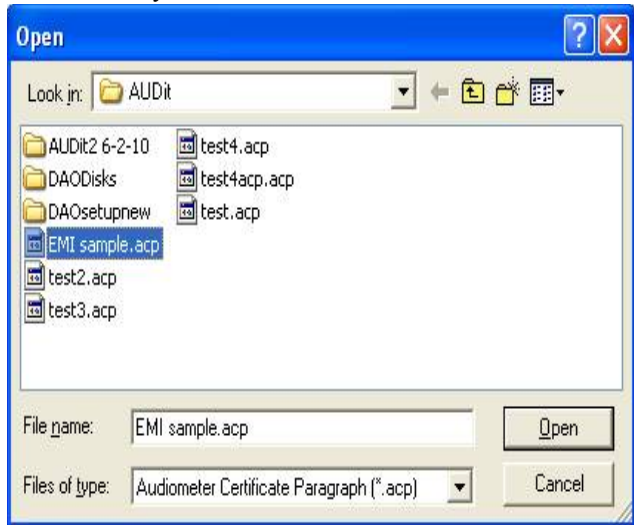 Open
Look in: AUDit
AUDit2 6-2-10
DAODisks
DAOsetupnew
EMI sample.acp
test2.acp
test3.acp
test4.acp
test4acp.acp
test.acp
File name: EMI sample.acp Open
Files of type: Audiometer Certificate Paragraph (*.acp) Cancel